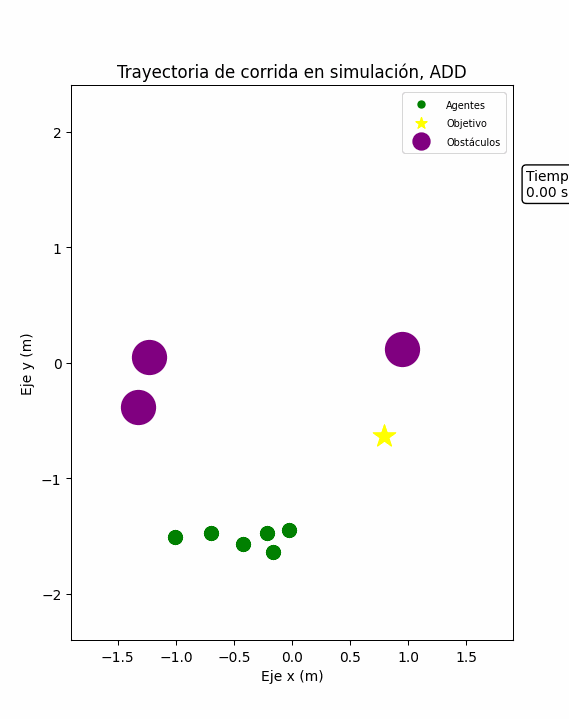 Trayectoria de corrida en simulación, ADD
Agentes
Objetivo
Obstáculos
0.00 s
Eje y (m)
2
1
0
−1
−2
−1.5
−1.0
−0.5
0.0
0.5
1.0
1.5
Eje x (m)